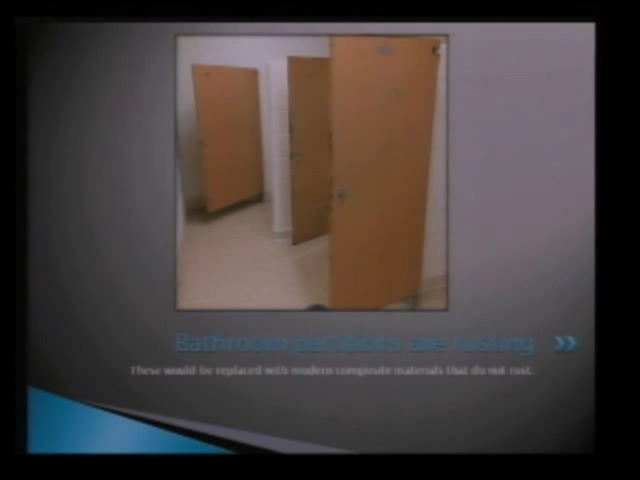 Bathroom partitions are rusting
These would be replaced with modern composite materials that do not rust.